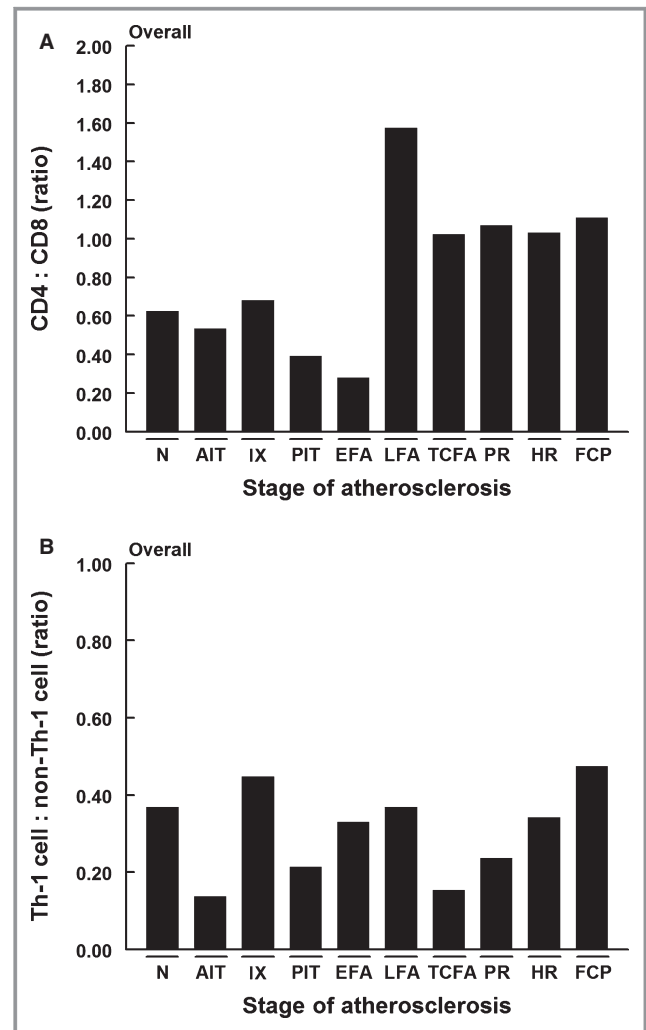 A
Overall
CD4 : CD8 (ratio)
2.00
1.80
1.60
1.40
1.20
1.00
0.80
0.60
0.40
0.20
0.00
N AIT IX PIT EFA LFA TCFA PR HR FCP
Stage of atherosclerosis
B
Overall
Th-1 cell : non-Th-1 cell (ratio)
1.00
0.80
0.60
0.40
0.20
0.00
N AIT IX PIT EFA LFA TCFA PR HR FCP
Stage of atherosclerosis